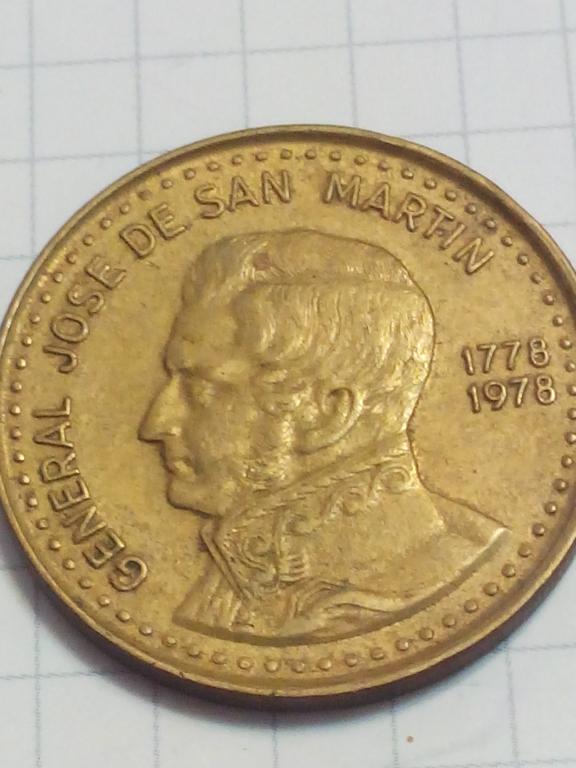 GENERAL JOSE DE SAN MARTIN
1778
1978